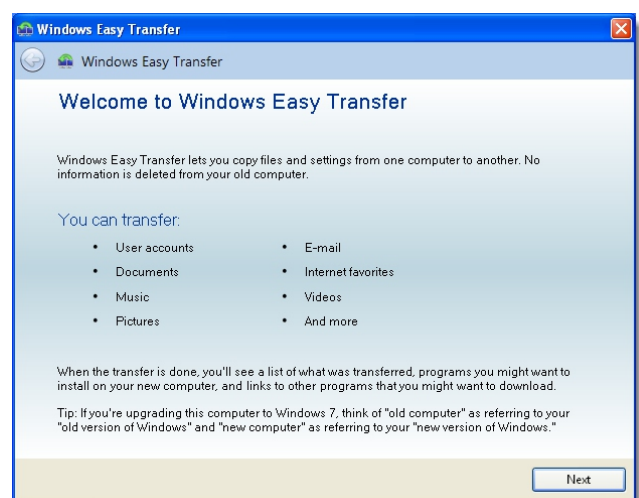 Windows Easy Transfer
Windows Easy Transfer
Welcome to Windows Easy Transfer
Windows Easy Transfer lets you copy files and settings from one computer to another. No
information is deleted from your old computer.
You can transfer:
• User accounts
• E-mail
• Documents
• Internet favorites
• Music
• Videos
• Pictures
• And more
When the transfer is done, you'll see a list of what was transferred, programs you might want to
install on your new computer, and links to other programs that you might want to download.
Tip: If you're upgrading this computer to Windows 7, think of "old computer" as referring to your
"old version of Windows" and "new computer" as referring to your "new version of Windows."
Next